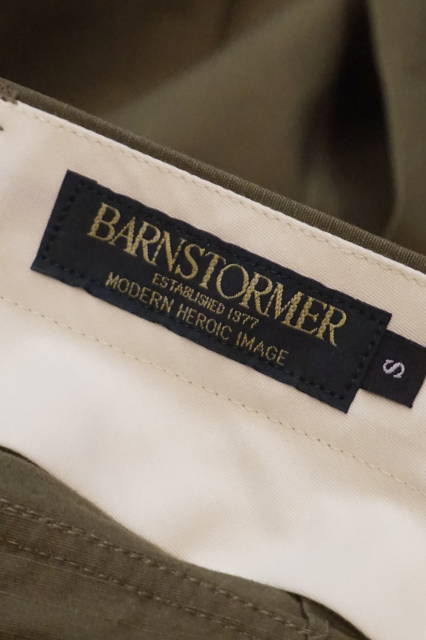 BARNSTORMER
ESTABLISHED 1977
MODERN HEROIC IMAGE
S